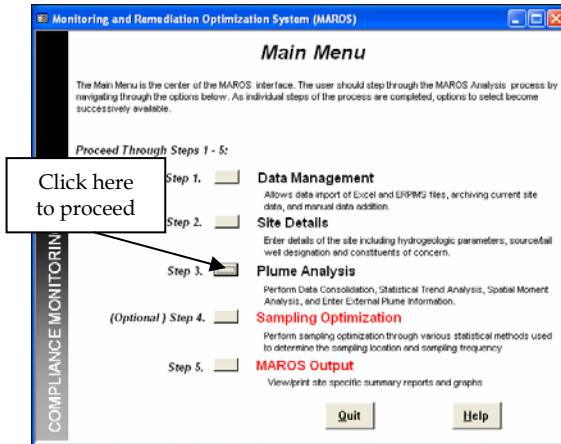 Monitoring and Remediation Optimization System (MAROS)
Main Menu
The Main Menu is the center of the MAROS interface. The user should step through the MAROS Analysis process by
navigating through the options below. As individual steps of the process are completed, options to select become
successively available.
Proceed Through Steps 1 - 5:
Click here
to proceed
Step 1. Data Management
Allows data import of Excel and ERPIMS files, archiving current site
data, and manual data addition.
Step 2. Site Details
Enter details of the site including hydrogeologic parameters, source/tail
well designation and constituents of concern.
Step 3. Plume Analysis
Perform Data Consolidation, Statistical Trend Analysis, Spatial Moment
Analysis, and Enter External Plume Information.
(Optional ) Step 4. Sampling Optimization
Perform sampling optimization through various statistical methods used
to determine the sampling location and sampling frequency
Step 5. MAROS Output
View/print site specific summary reports and graphs
Quit Help
COMPLIANCE MONITORIN